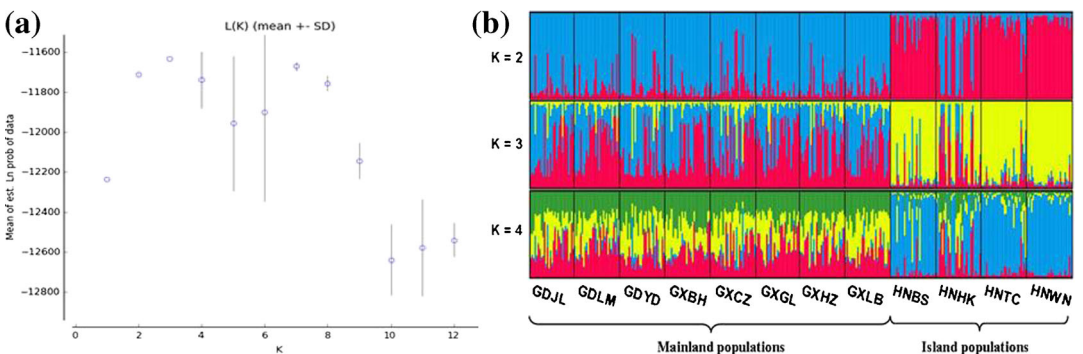 (a)
L(K) (mean +- SD)
Mean of est. Ln prob of data
−11600
−11800
−12000
−12200
−12400
−12600
−12800
0 2 4 6 8 10 12
K
(b)
K = 2
K = 3
K = 4
GDJL GDLM GDYD GXBH GXCZ GXGL GXHZ GXLB HNBS HNHK HNTC HNWN
Mainland populations Island populations